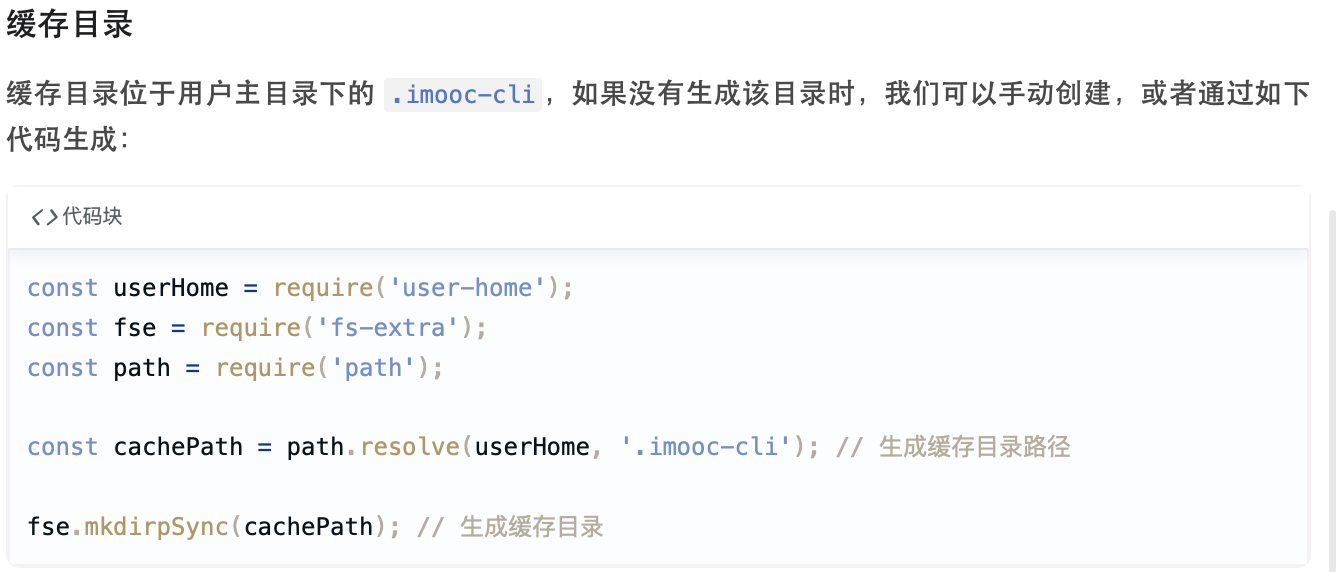 缓存目录
缓存目录位于用户主目录下的 .imooc-cli，如果没有生成该目录时，我们可以手动创建，或者通过如下
代码生成：
<>代码块
const userHome = require('user-home');
const fse = require('fs-extra');
const path = require('path');
const cachePath = path.resolve(userHome, '.imooc-cli'); // 生成缓存目录路径
fse.mkdirpSync(cachePath); // 生成缓存目录